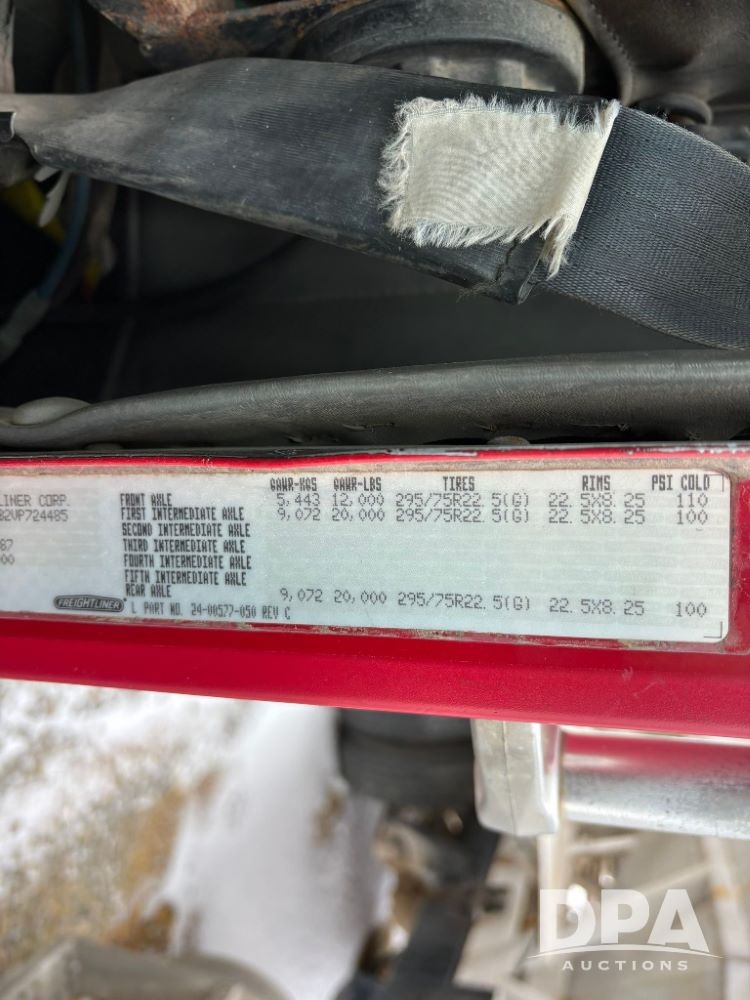 GAWR-KGS GAWR-LBS TIRES RIMS PSI COLD
LINER CORP. FRONT AXLE 5,443 12,000 295/75R22.5(G) 22.5X8.25 110
B2VP724485 FIRST INTERMEDIATE AXLE 9,072 20,000 295/75R22.5(G) 22.5X8.25 100
SECOND INTERMEDIATE AXLE
87 THIRD INTERMEDIATE AXLE
00 FOURTH INTERMEDIATE AXLE
FIFTH INTERMEDIATE AXLE
REAR AXLE 9,072 20,000 295/75R22.5(G) 22.5X8.25 100
FREIGHTLINER L PART NO. 24-00577-050 REV C
DPA
AUCTIONS